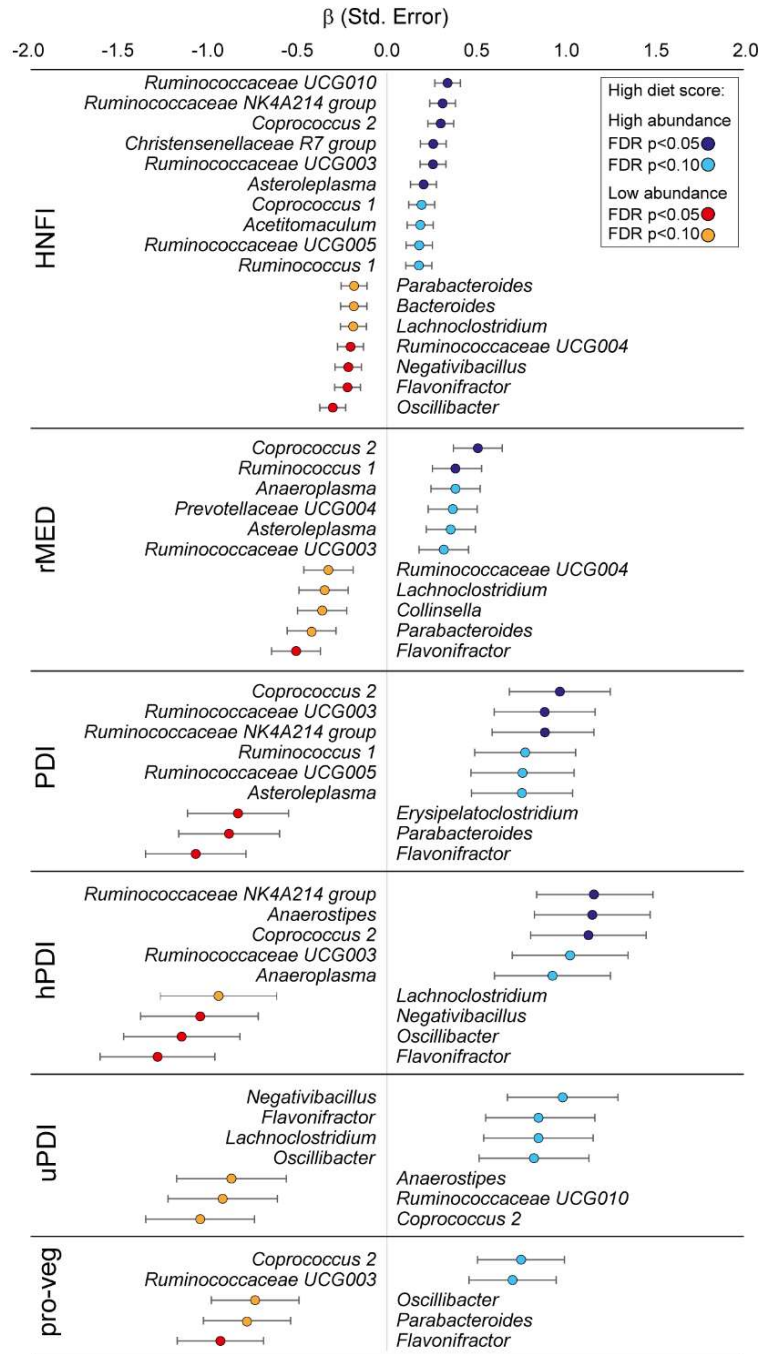 β (Std. Error)
-2.0 -1.5 -1.0 -0.5 0.0 0.5 1.0 1.5 2.0
High diet score:
High abundance
FDR p<0.05
FDR p<0.10
Low abundance
FDR p<0.05
FDR p<0.10
HNFI
Ruminococcaceae UCG010
Ruminococcaceae NK4A214 group
Coprococcus 2
Christensenellaceae R7 group
Ruminococcaceae UCG003
Asteroleplasma
Coprococcus 1
Acetitomaculum
Ruminococcaceae UCG005
Ruminococcus 1
Parabacteroides
Bacteroides
Lachnoclostridium
Ruminococcaceae UCG004
Negativibacillus
Flavonifractor
Oscillibacter
rMED
Coprococcus 2
Ruminococcus 1
Anaeroplasma
Prevotellaceae UCG004
Asteroleplasma
Ruminococcaceae UCG003
Ruminococcaceae UCG004
Lachnoclostridium
Collinsella
Parabacteroides
Flavonifractor
PDI
Coprococcus 2
Ruminococcaceae UCG003
Ruminococcaceae NK4A214 group
Ruminococcus 1
Ruminococcaceae UCG005
Asteroleplasma
Erysipelatoclostridium
Parabacteroides
Flavonifractor
hPDI
Ruminococcaceae NK4A214 group
Anaerostipes
Coprococcus 2
Ruminococcaceae UCG003
Anaeroplasma
Lachnoclostridium
Negativibacillus
Oscillibacter
Flavonifractor
uPDI
Negativibacillus
Flavonifractor
Lachnoclostridium
Oscillibacter
Anaerostipes
Ruminococcaceae UCG010
Coprococcus 2
pro-veg
Coprococcus 2
Ruminococcaceae UCG003
Oscillibacter
Parabacteroides
Flavonifractor